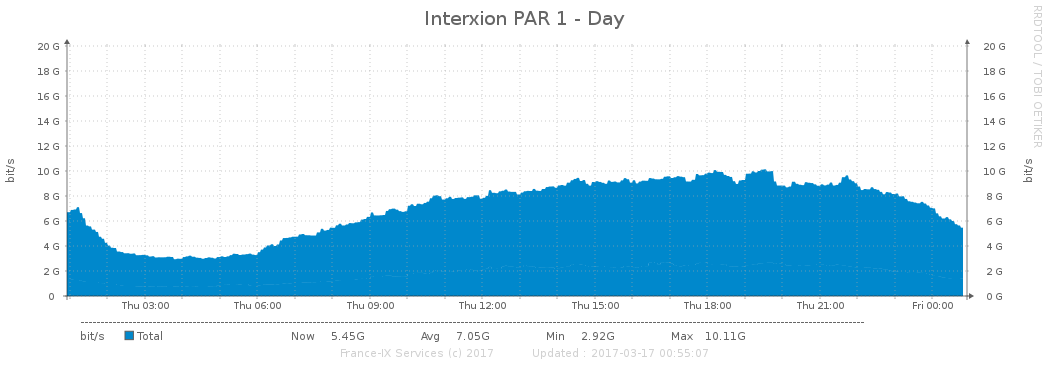 Interxion PAR 1 - Day
RRDTOOL / TOBI OETIKER
bit/s
20 G
18 G
16 G
14 G
12 G
10 G
8 G
6 G
4 G
2 G
0
20 G
18 G
16 G
14 G
12 G
10 G
8 G
6 G
4 G
2 G
0 G
bit/s
Thu 03:00 Thu 06:00 Thu 09:00 Thu 12:00 Thu 15:00 Thu 18:00 Thu 21:00 Fri 00:00
bit/s Total Now 5.45G Avg 7.05G Min 2.92G Max 10.11G
France-IX Services (c) 2017 Updated : 2017-03-17 00:55:07